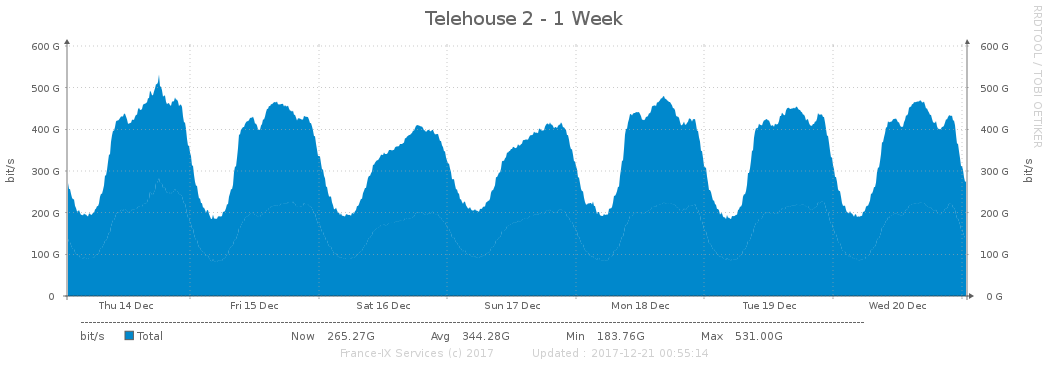 Telehouse 2 - 1 Week
RRDTOOL / TOBI OETIKER
600 G 600 G
500 G 500 G
400 G 400 G
300 G 300 G
200 G 200 G
100 G 100 G
0 0 G
bit/s bit/s
Thu 14 Dec Fri 15 Dec Sat 16 Dec Sun 17 Dec Mon 18 Dec Tue 19 Dec Wed 20 Dec
bit/s Total Now 265.27G Avg 344.28G Min 183.76G Max 531.00G
France-IX Services (c) 2017 Updated : 2017-12-21 00:55:14